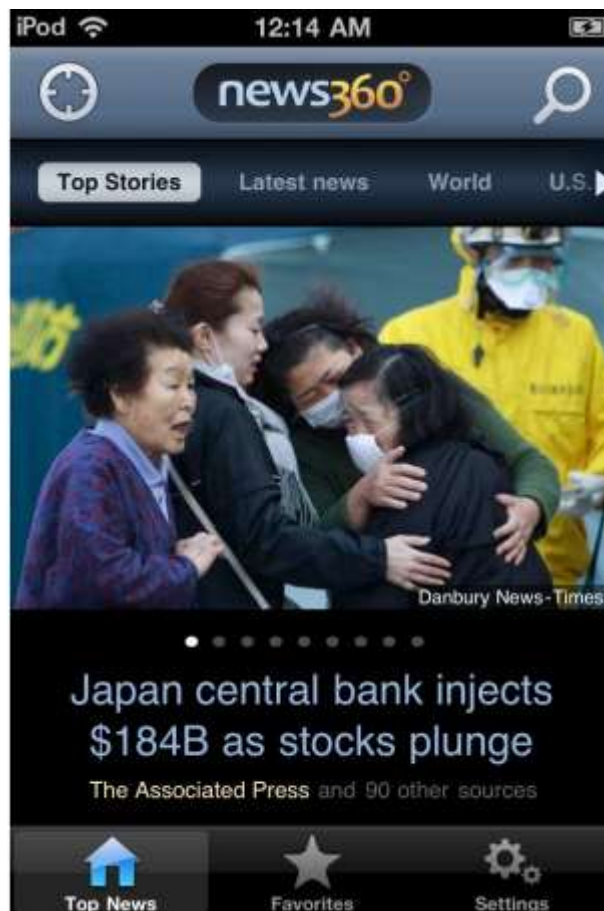 iPod 12:14 AM
news360°
Top Stories Latest news World U.S.
Danbury News-Times
Japan central bank injects
$184B as stocks plunge
The Associated Press and 90 other sources
Top News Favorites Settings